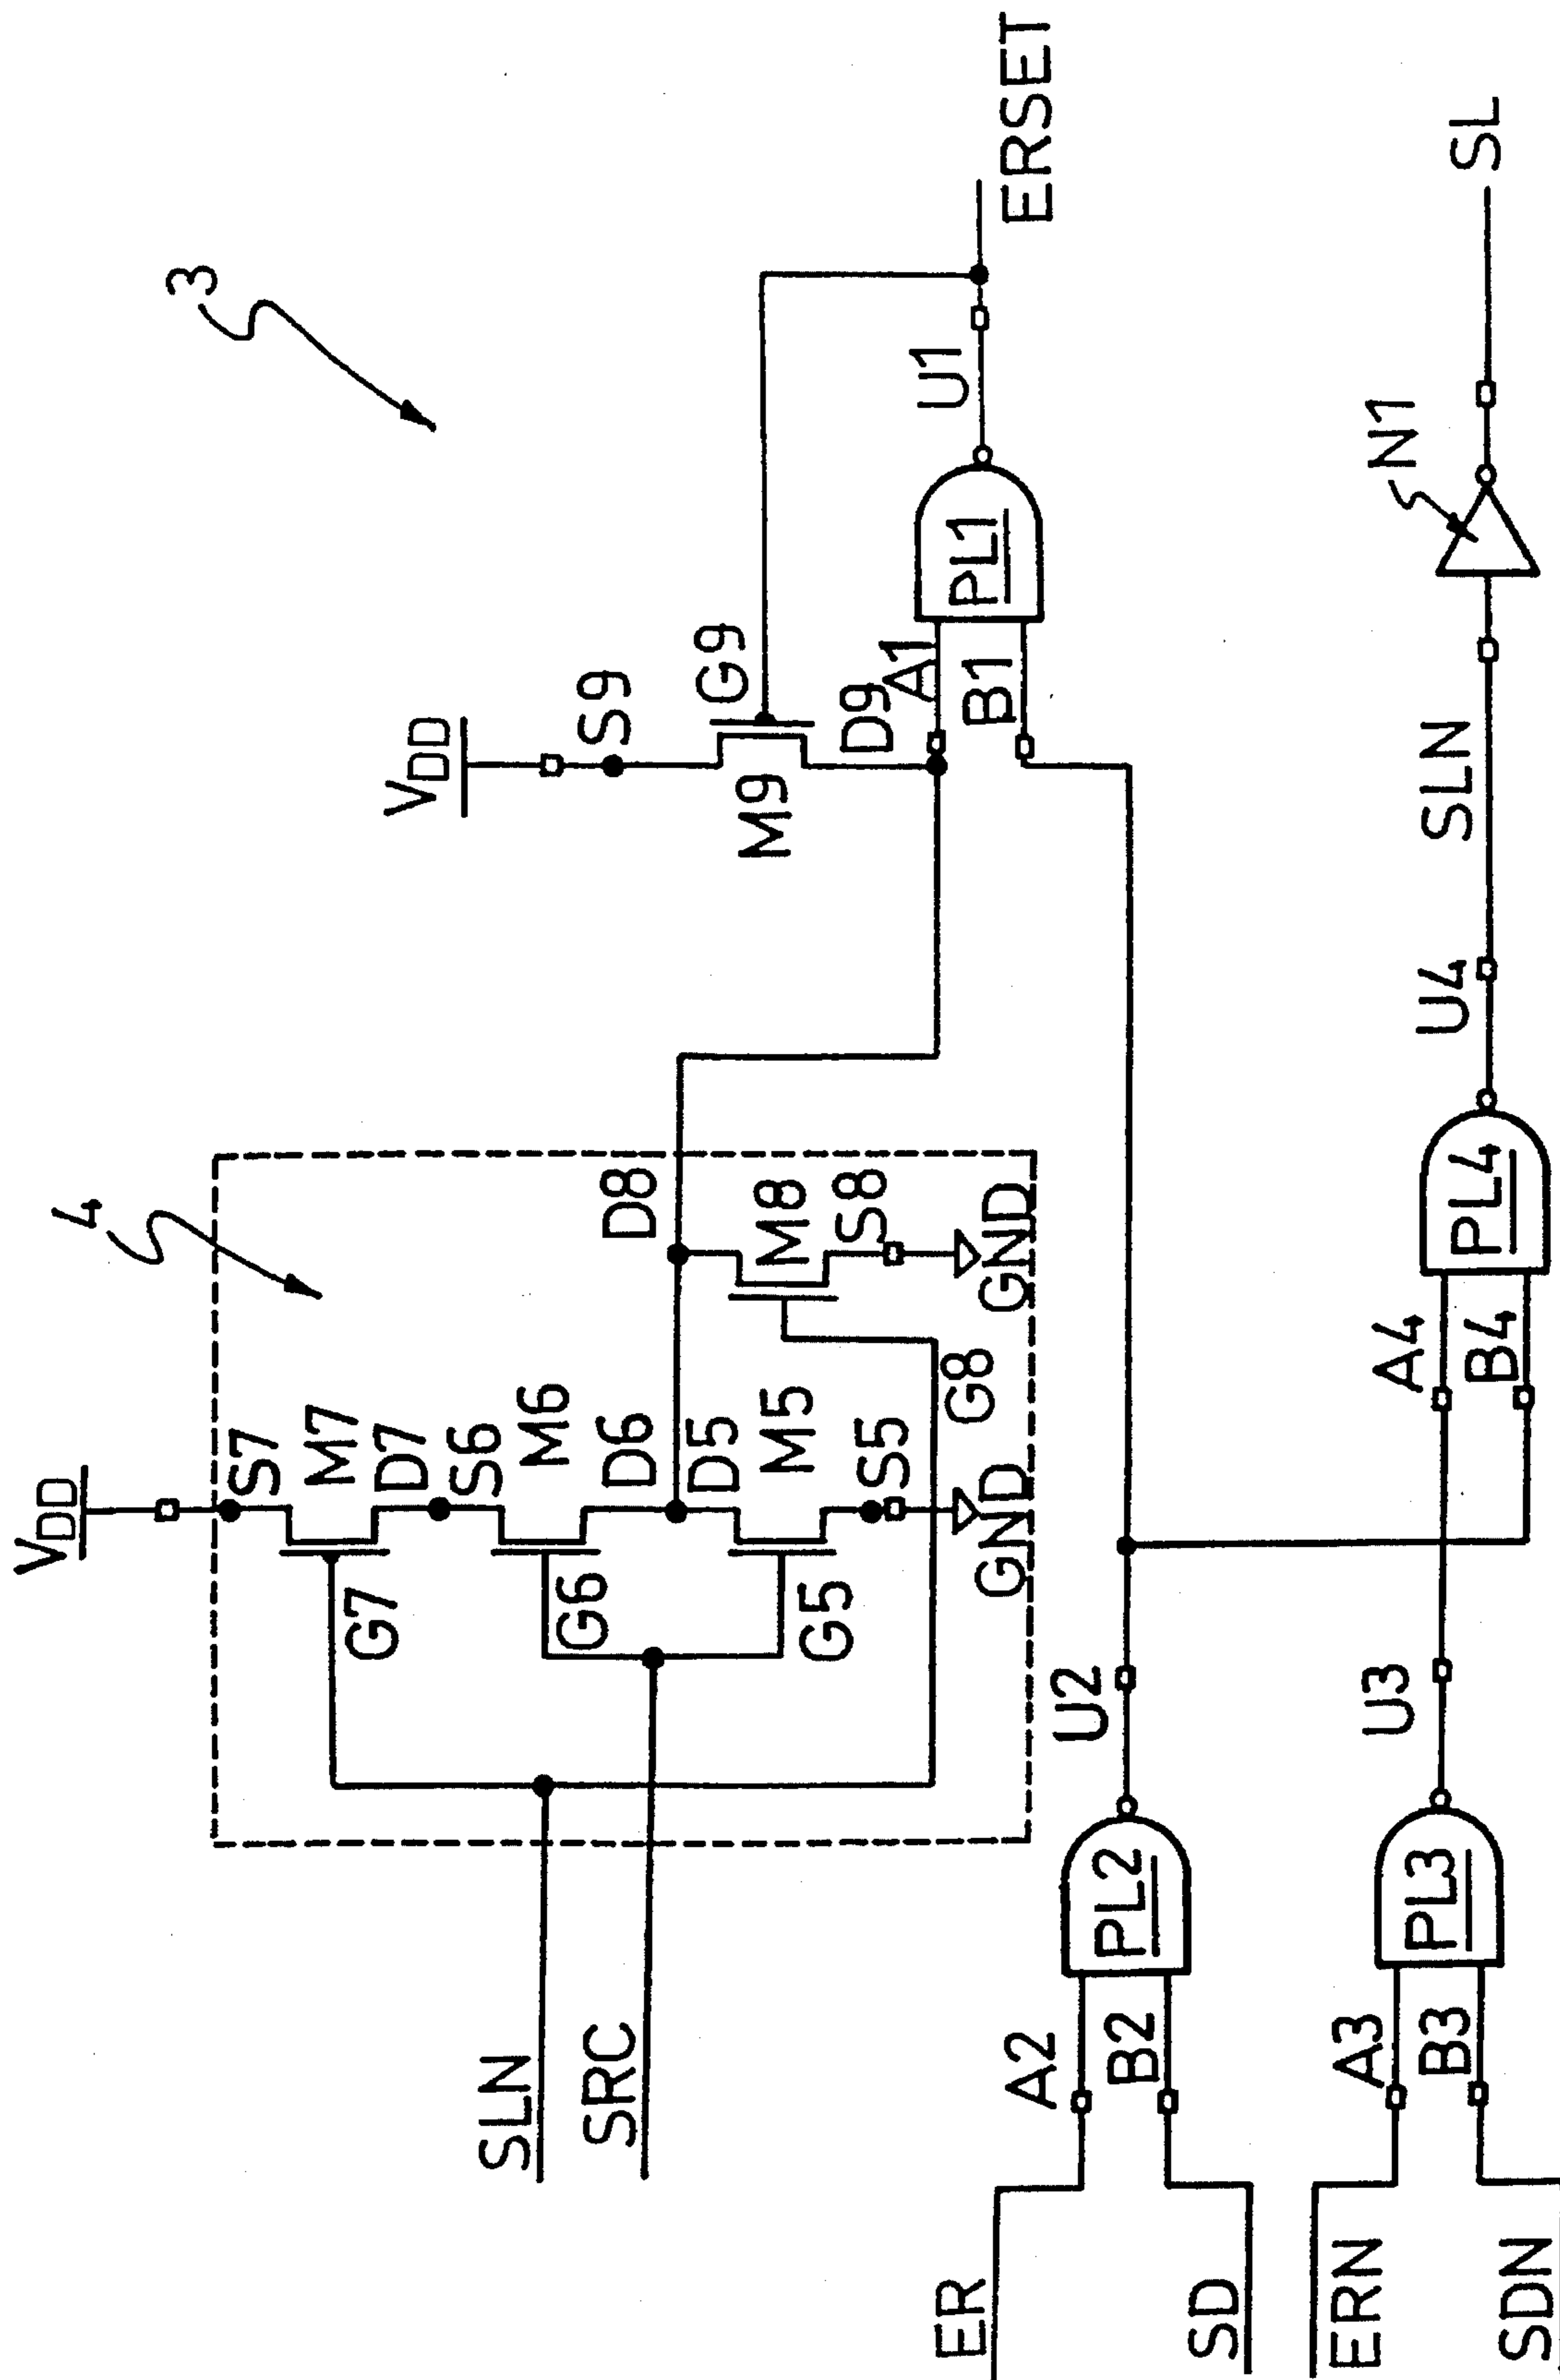 3
4
VDD
S7
M7
G7
D7
S6
M6
G6
D6
D5
M5
G5
S5
GND
D8
M8
S8
G8
GND
SLN
SRC
VDD
S9
G9
M9
D9
A1
B1
PL1
U1
ERSET
ER
SD
A2
B2
PL2
U2
ERN
SDN
A3
B3
PL3
U3
A4
B4
PL4
U4
SLN
N1
SL